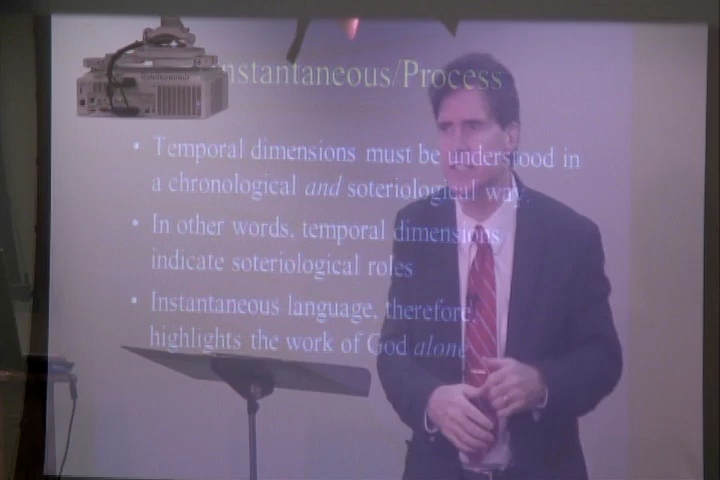 Instantaneous/Process
• Temporal dimensions must be understood in
a chronological and soteriological way.
• In other words, temporal dimensions
indicate soteriological roles
• Instantaneous language, therefore,
highlights the work of God alone